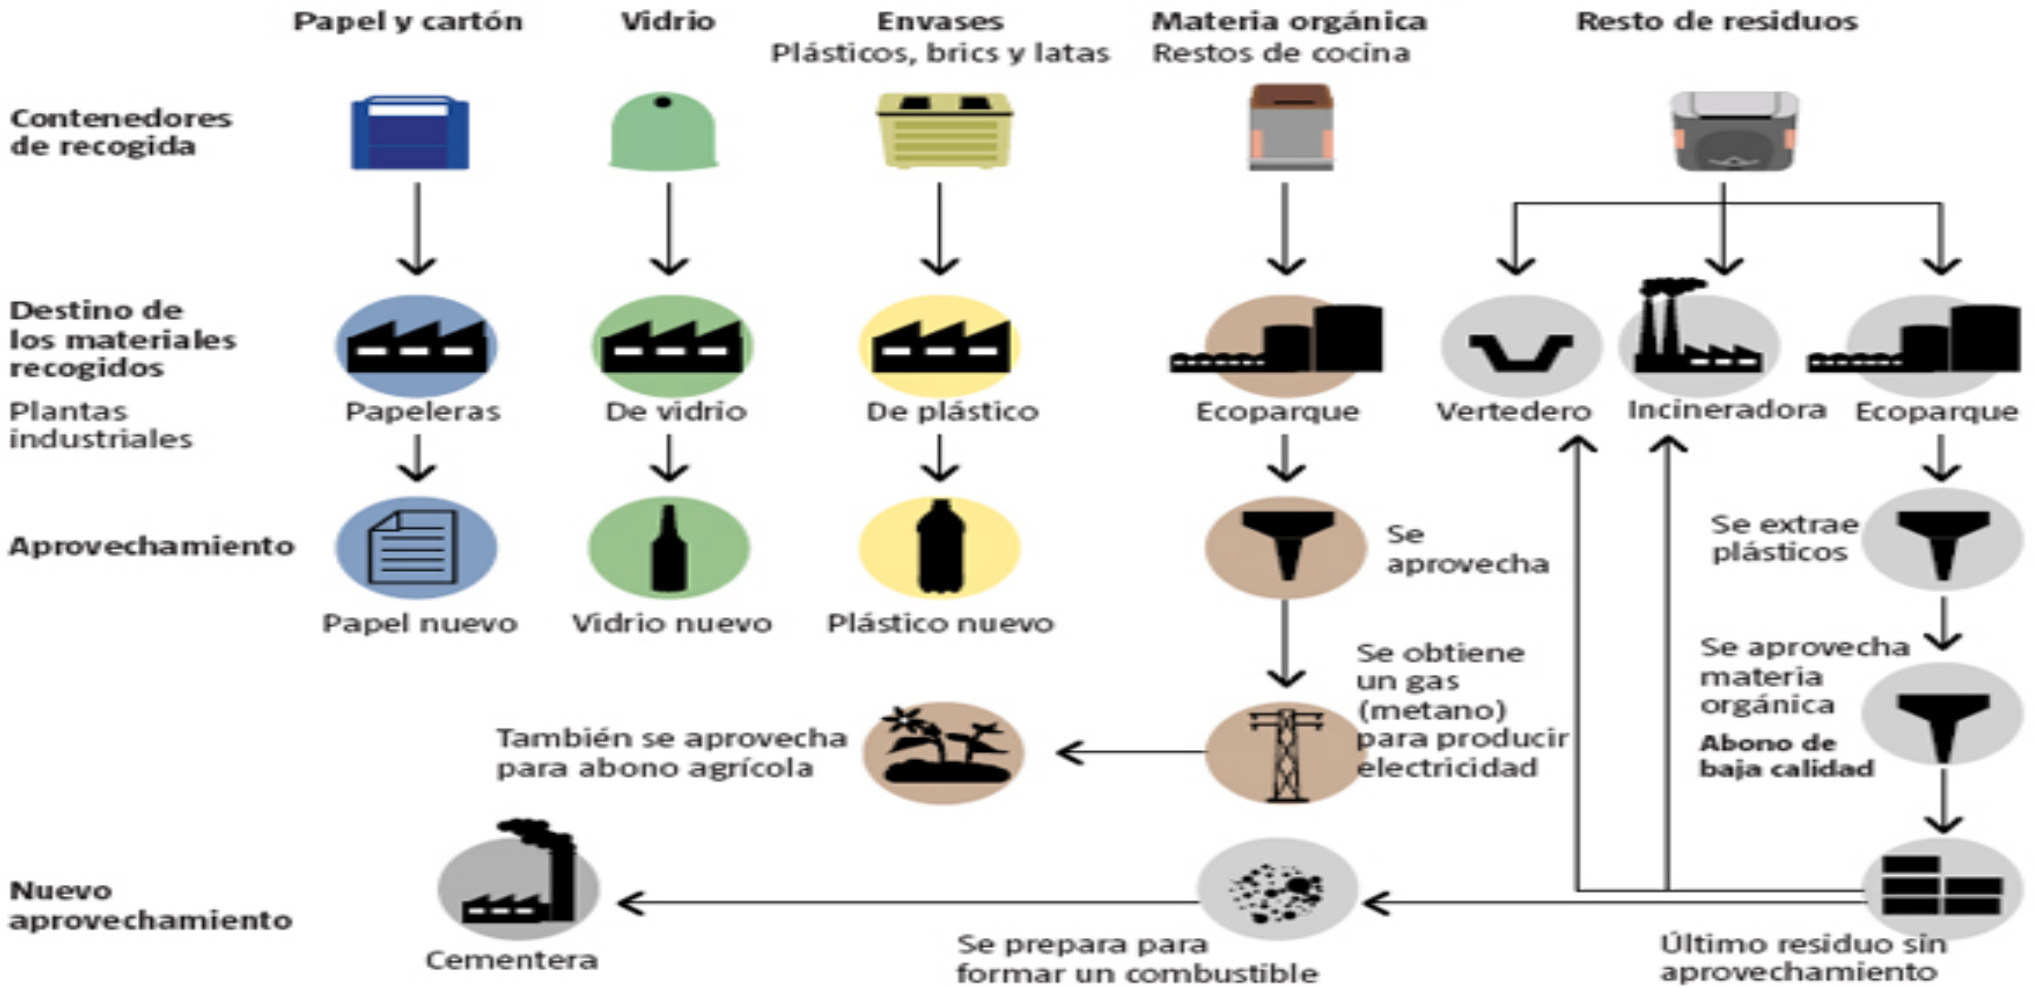 Papel y cartón
Vidrio
Envases
Plásticos, brics y latas
Materia orgánica
Restos de cocina
Resto de residuos
Contenedores
de recogida
Destino de
los materiales
recogidos
Plantas
industriales
Papeleras
De vidrio
De plástico
Ecoparque
Vertedero
Incineradora
Ecoparque
Aprovechamiento
Se
aprovecha
Se extrae
plásticos
Papel nuevo
Vidrio nuevo
Plástico nuevo
Se obtiene
un gas
(metano)
para producir
electricidad
Se aprovecha
materia
orgánica
Abono de
baja calidad
También se aprovecha
para abono agrícola
Nuevo
aprovechamiento
Cementera
Se prepara para
formar un combustible
Último residuo sin
aprovechamiento